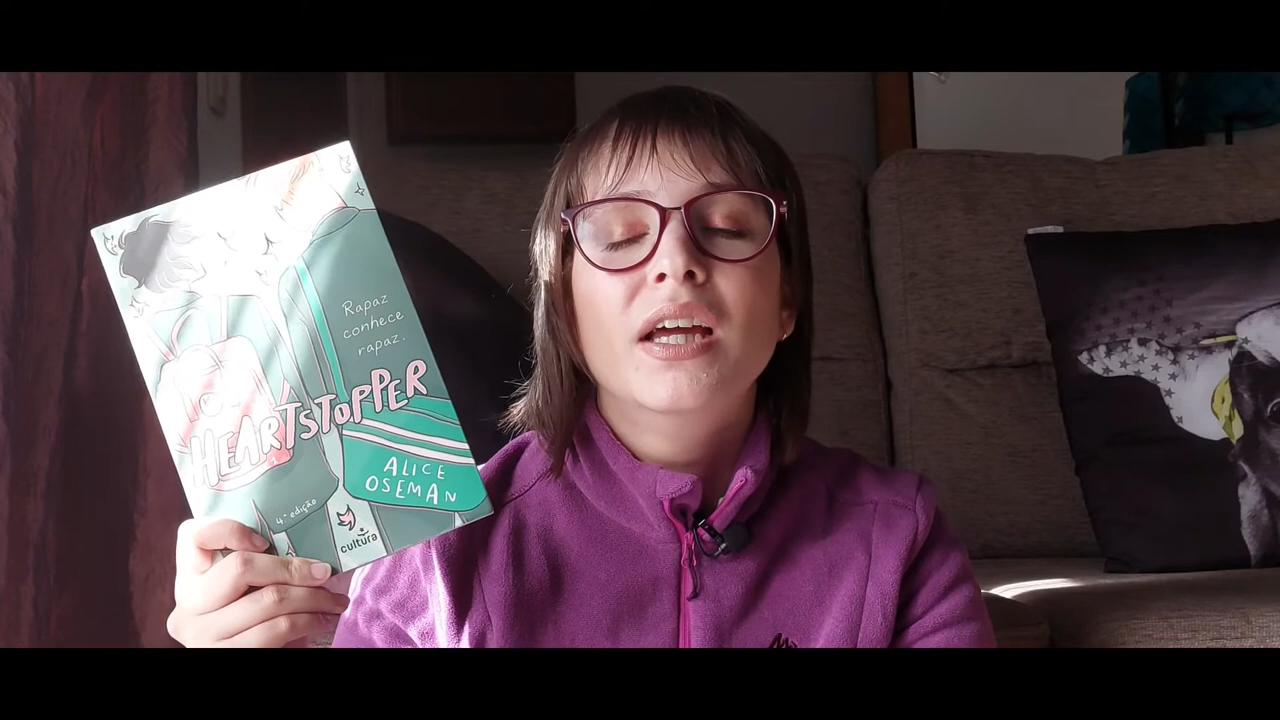 Rapaz
conhece
rapaz.
HEARTSTOPPER
ALICE
OSEMAN
4.ª edição
cultura